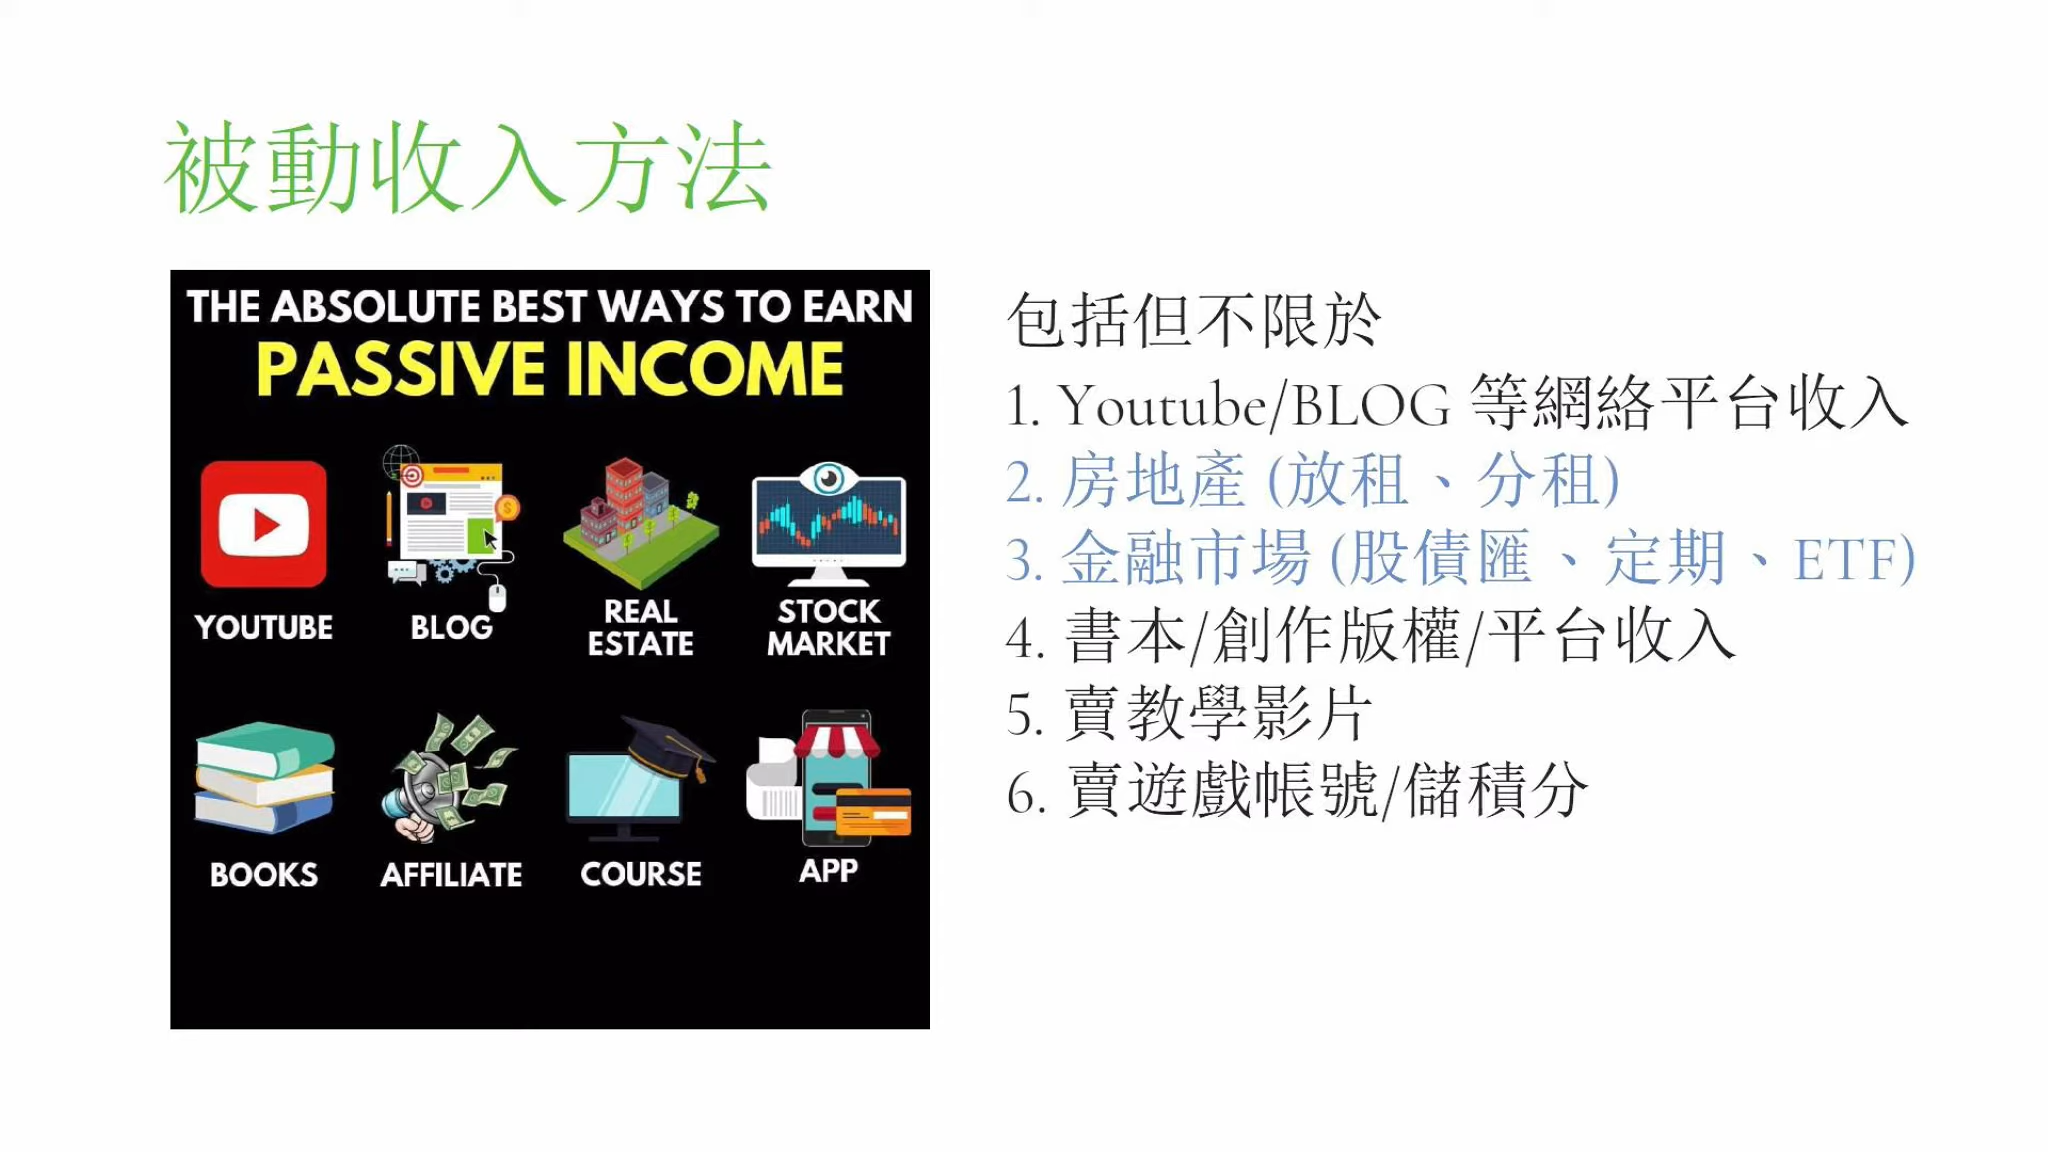 被動收入方法
THE ABSOLUTE BEST WAYS TO EARN
PASSIVE INCOME
YOUTUBE
BLOG
REAL
ESTATE
STOCK
MARKET
BOOKS
AFFILIATE
COURSE
APP
包括但不限於
1. Youtube/BLOG 等網絡平台收入
2. 房地產 (放租、分租)
3. 金融市場 (股債匯、定期、ETF)
4. 書本/創作版權/平台收入
5. 賣教學影片
6. 賣遊戲帳號/儲積分